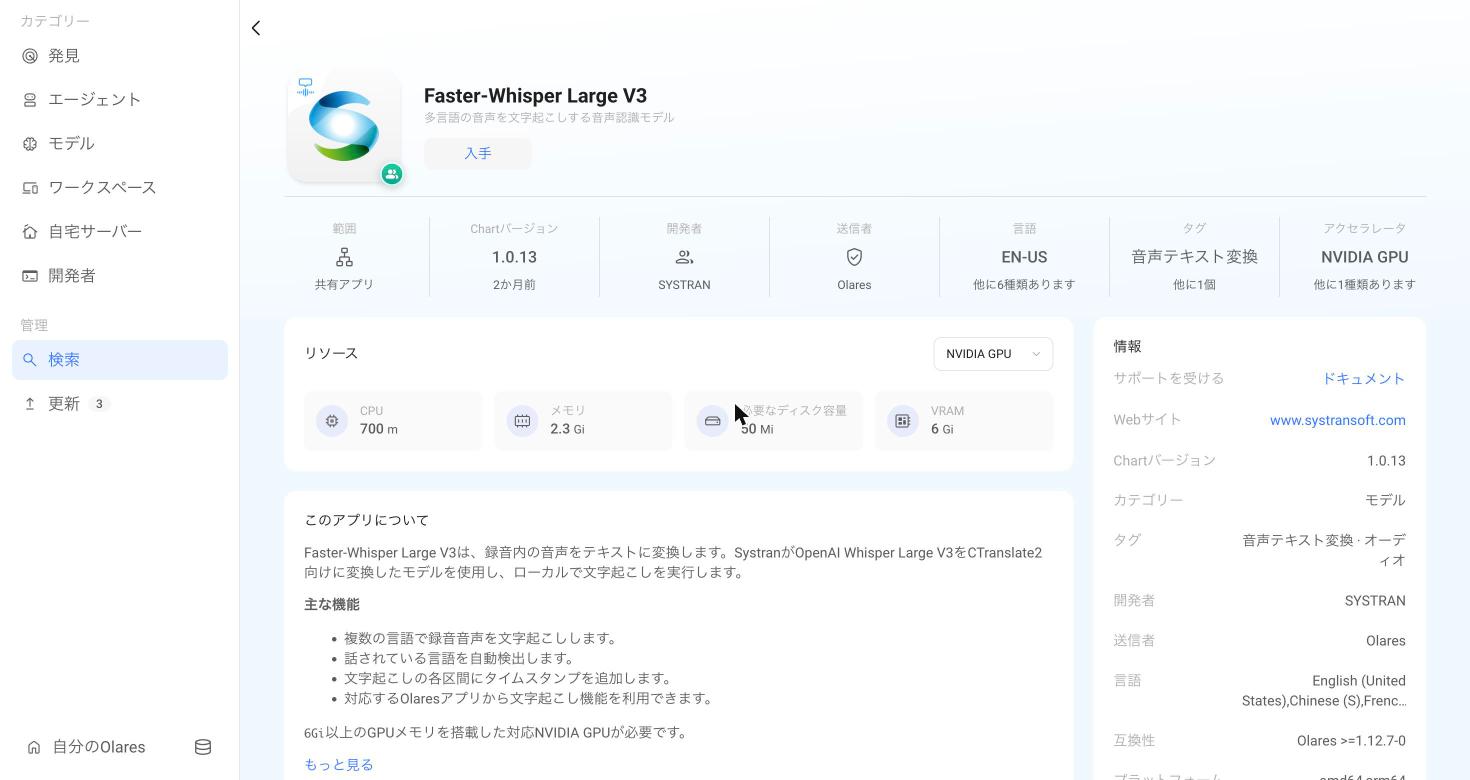 カテゴリー
発見
エージェント
モデル
ワークスペース
自宅サーバー
開発者
管理
検索
更新 3
自分のOlares
Faster-Whisper Large V3
多言語の音声を文字起こしする音声認識モデル
入手
範囲
共有アプリ
Chartバージョン
1.0.13
2か月前
開発者
SYSTRAN
送信者
Olares
言語
EN-US
他に6種類あります
タグ
音声テキスト変換
他に1個
アクセラレータ
NVIDIA GPU
他に1種類あります
リソース
NVIDIA GPU
CPU
700 m
メモリ
2.3 Gi
要なディスク容量
50 Mi
VRAM
6 Gi
このアプリについて
Faster-Whisper Large V3は、録音内の音声をテキストに変換します。SystranがOpenAI Whisper Large V3をCTranslate2
向けに変換したモデルを使用し、ローカルで文字起こしを実行します。
主な機能
• 複数の言語で録音音声を文字起こしします。
• 話されている言語を自動検出します。
• 文字起こしの各区間にタイムスタンプを追加します。
• 対応するOlaresアプリから文字起こし機能を利用できます。
6Gi以上のGPUメモリを搭載した対応NVIDIA GPUが必要です。
もっと見る
情報
サポートを受ける ドキュメント
Webサイト www.systransoft.com
Chartバージョン 1.0.13
カテゴリー モデル
タグ 音声テキスト変換 · オーデ
ィオ
開発者 SYSTRAN
送信者 Olares
言語 English (United
States),Chinese (S),Frenc...
互換性 Olares >=1.12.7-0
プラットフォーム amd64,arm64